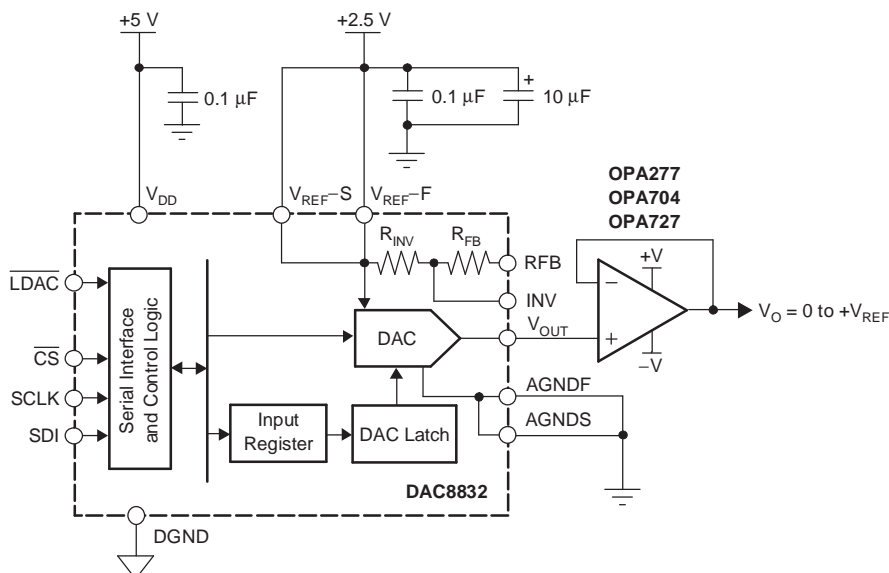 +5 V
+2.5 V
0.1 μF
0.1 μF
+
10 μF
V_DD
V_REF−S
V_REF−F
OPA277
OPA704
OPA727
R_INV
R_FB
RFB
INV
V_OUT
LDAC
CS
SCLK
SDI
Serial Interface
and Control Logic
DAC
Input
Register
DAC Latch
AGNDF
AGNDS
DAC8832
DGND
+V
−
+
−V
V_O = 0 to +V_REF